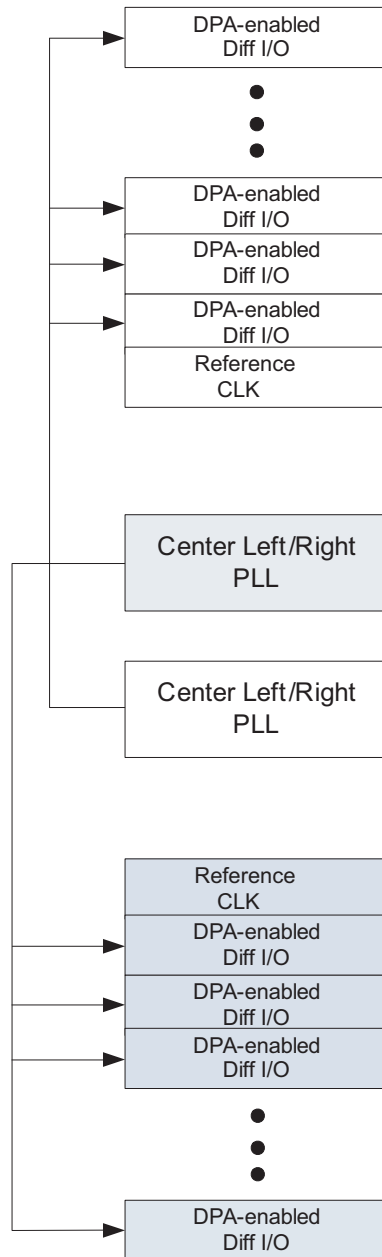 DPA-enabled
Diff I/O
DPA-enabled
Diff I/O
DPA-enabled
Diff I/O
DPA-enabled
Diff I/O
Reference
CLK
Center Left/Right
PLL
Center Left/Right
PLL
Reference
CLK
DPA-enabled
Diff I/O
DPA-enabled
Diff I/O
DPA-enabled
Diff I/O
DPA-enabled
Diff I/O